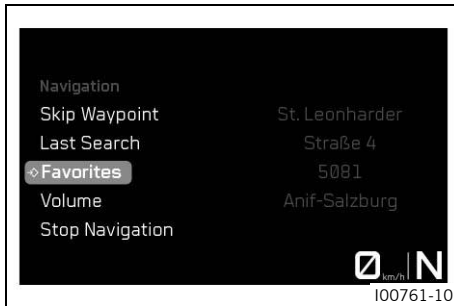 Navigation
Skip Waypoint
St. Leonharder
Last Search
Straße 4
Favorites
5081
Volume
Anif-Salzburg
Stop Navigation
0 km/h N
I00761-10